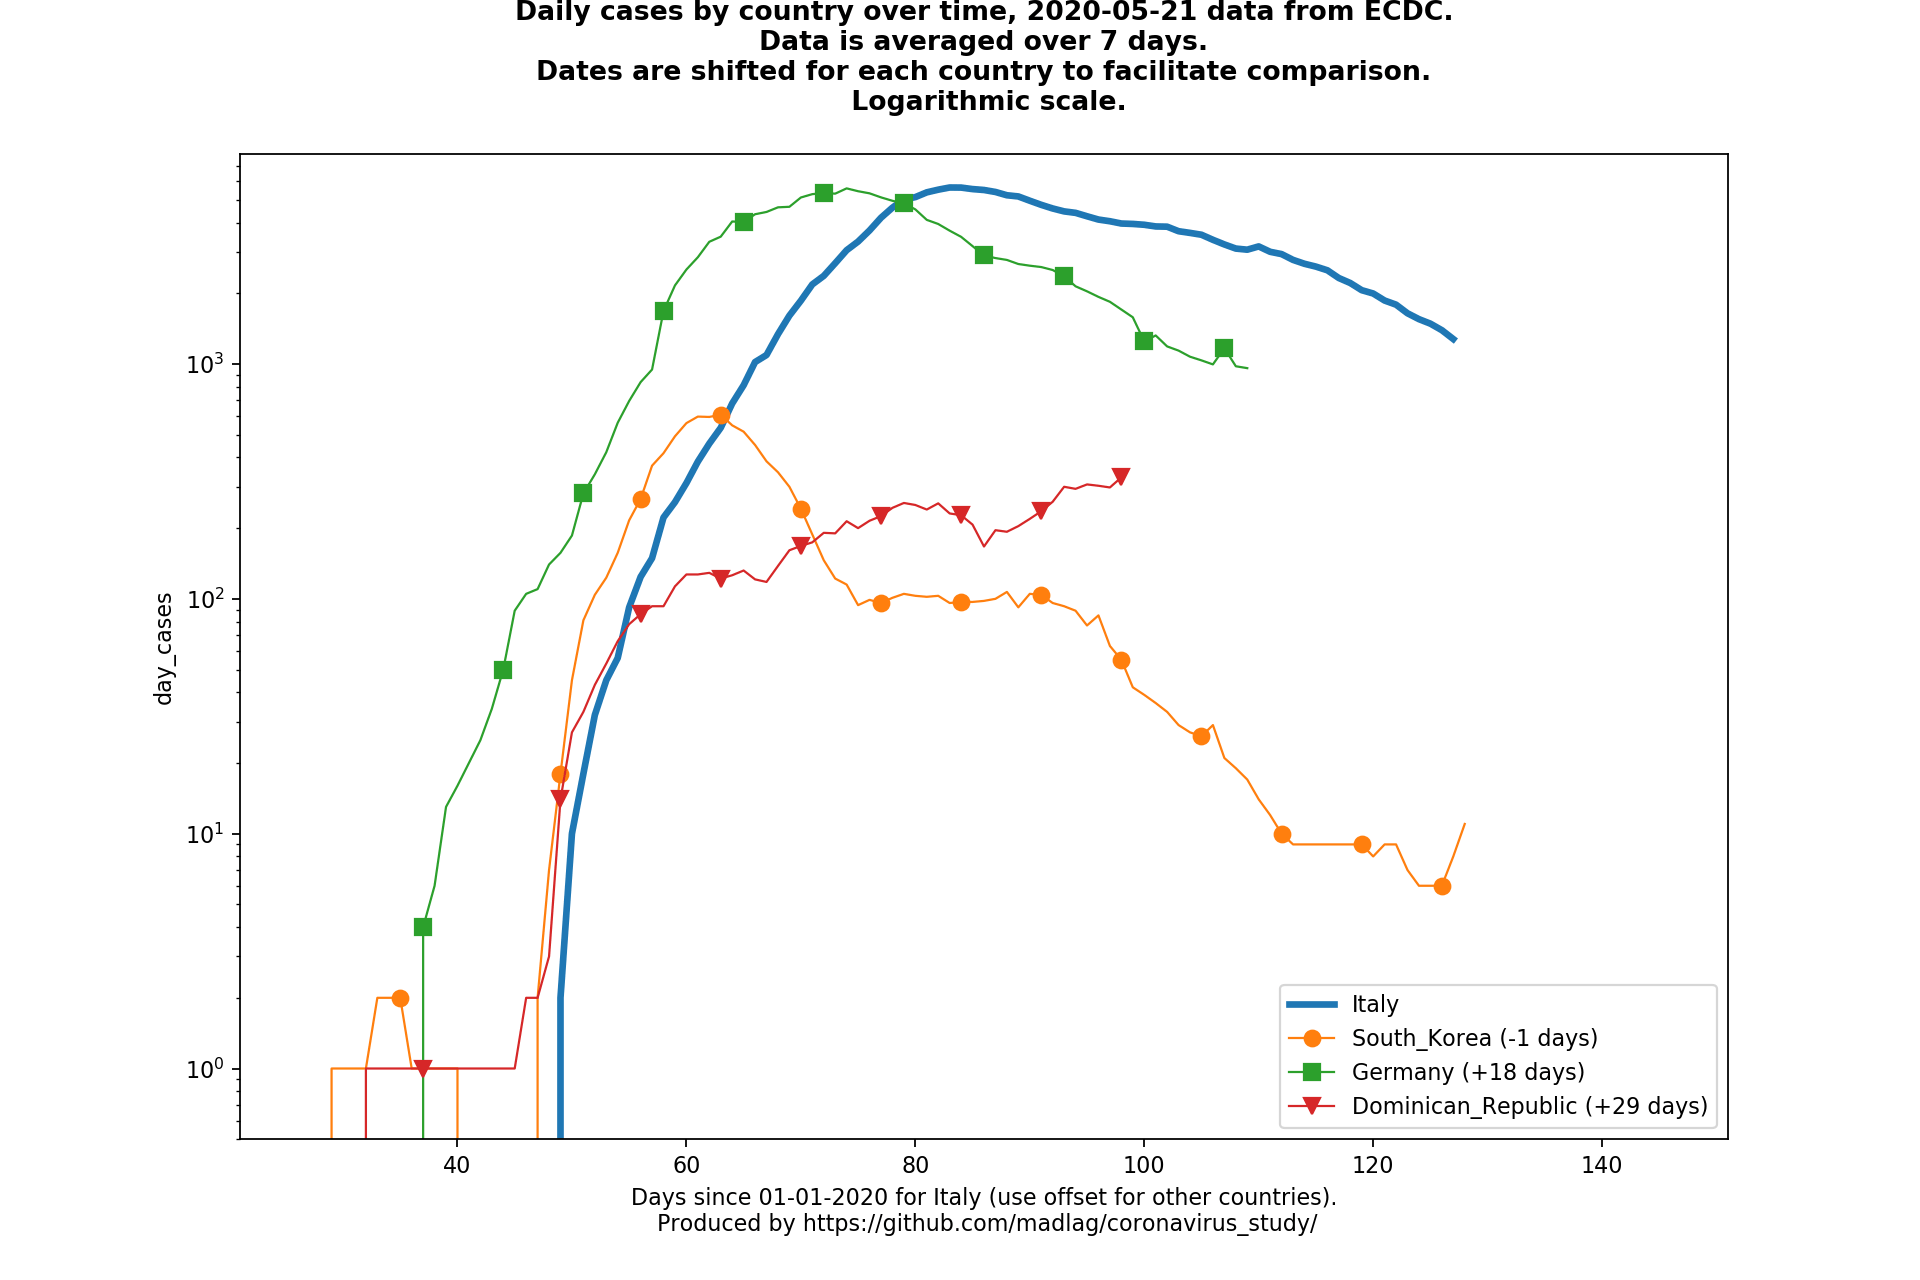 Daily cases by country over time, 2020-05-21 data from ECDC.
Data is averaged over 7 days.
Dates are shifted for each country to facilitate comparison.
Logarithmic scale.
day_cases
10³
10²
10¹
10⁰
40 60 80 100 120 140
Italy
South_Korea (-1 days)
Germany (+18 days)
Dominican_Republic (+29 days)
Days since 01-01-2020 for Italy (use offset for other countries).
Produced by https://github.com/madlag/coronavirus_study/